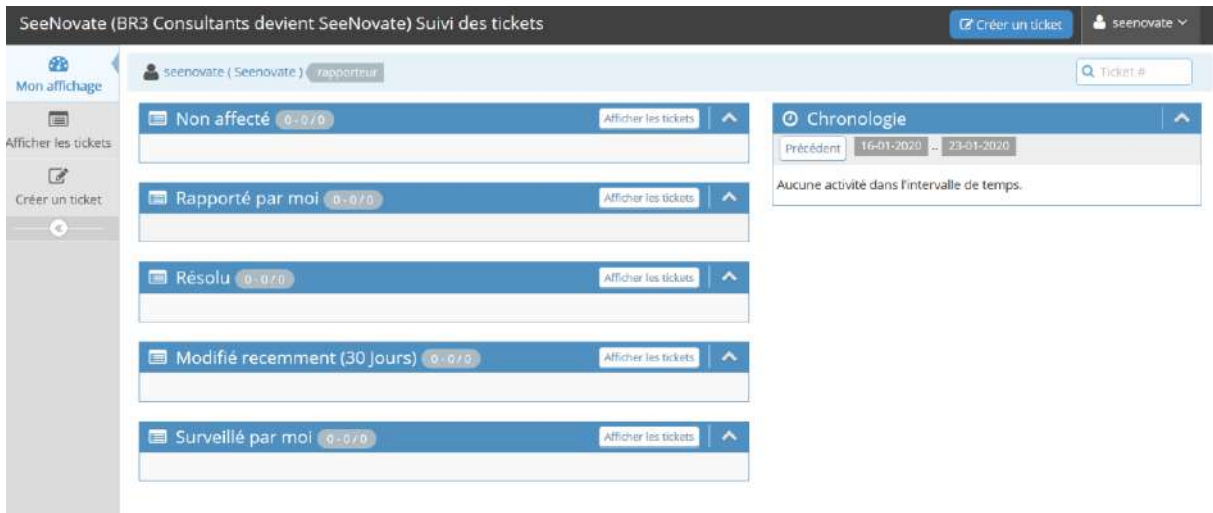 SeeNovate (BR3 Consultants devient SeeNovate) Suivi des tickets
Créer un ticket
seenovate
Mon affichage
Afficher les tickets
Créer un ticket
seenovate ( Seenovate ) rapporteur
Ticket #
Non affecté 0 - 0 / 0
Afficher les tickets
Rapporté par moi 0 - 0 / 0
Afficher les tickets
Résolu 0 - 0 / 0
Afficher les tickets
Modifié recemment (30 Jours) 0 - 0 / 0
Afficher les tickets
Surveillé par moi 0 - 0 / 0
Afficher les tickets
Chronologie
Précédent 16-01-2020 .. 23-01-2020
Aucune activité dans l'intervalle de temps.